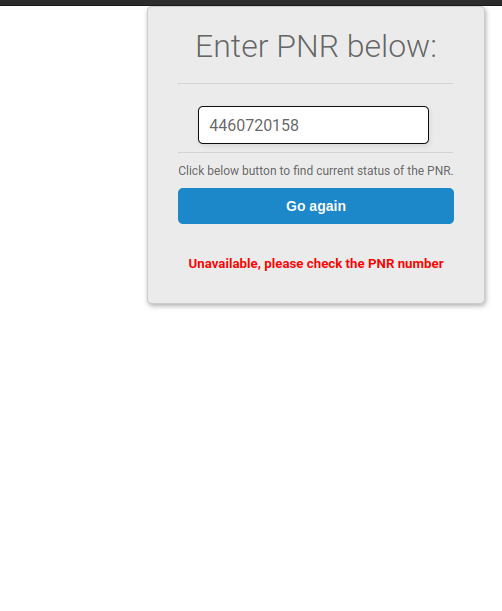 Enter PNR below:
4460720158
Click below button to find current status of the PNR.
Go again
Unavailable, please check the PNR number